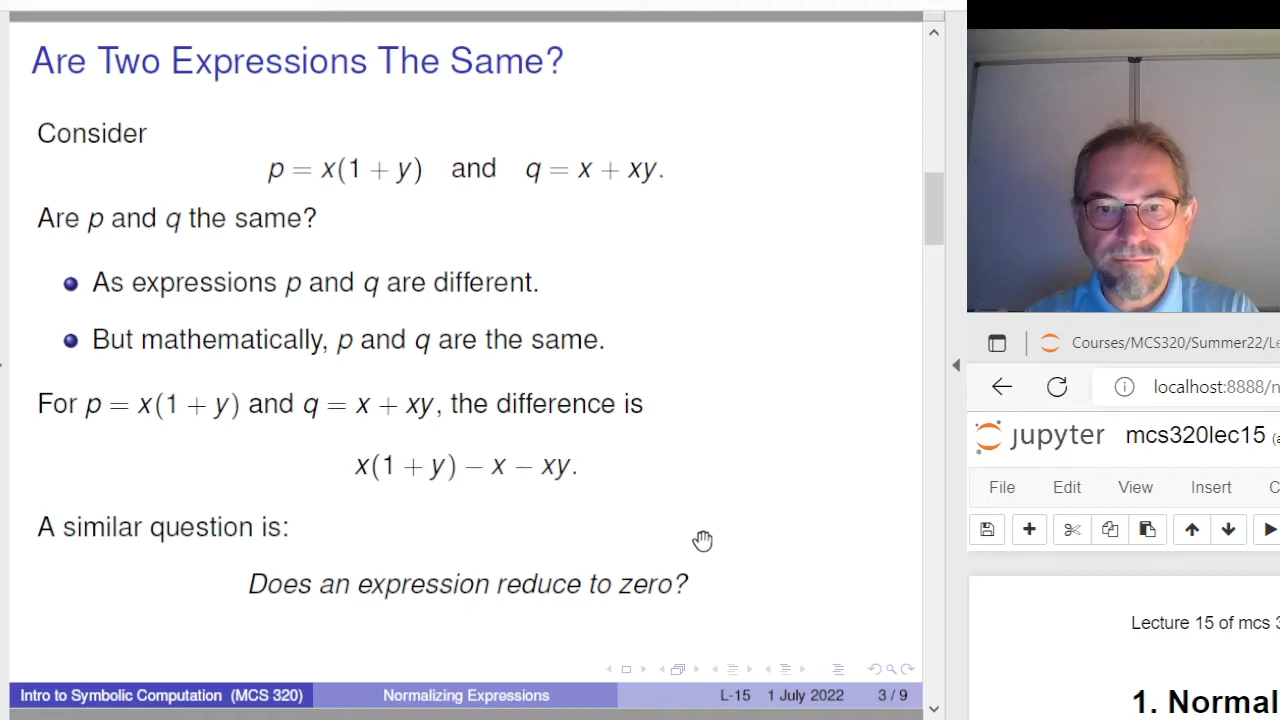 Are Two Expressions The Same?
Consider
p = x(1 + y) and q = x + xy.
Are p and q the same?
As expressions p and q are different.
But mathematically, p and q are the same.
For p = x(1 + y) and q = x + xy, the difference is
x(1 + y) − x − xy.
A similar question is:
Does an expression reduce to zero?
Intro to Symbolic Computation (MCS 320) Normalizing Expressions L-15 1 July 2022 3 / 9
Courses/MCS320/Summer22/Le
localhost:8888/n
jupyter mcs320lec15 (a
File Edit View Insert C
Lecture 15 of mcs 3
1. Normal